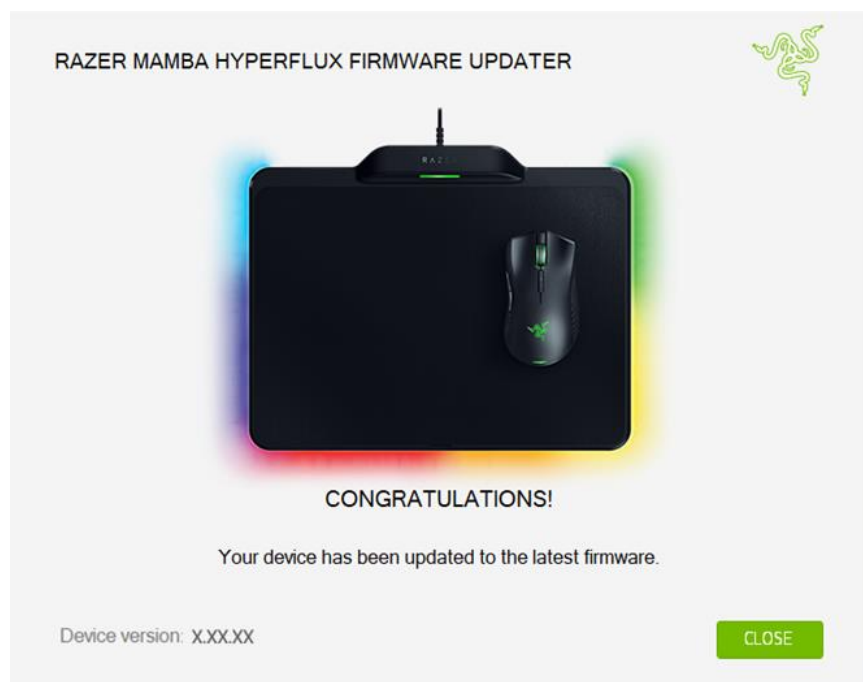 RAZER MAMBA HYPERFLUX FIRMWARE UPDATER
RAZER
CONGRATULATIONS!
Your device has been updated to the latest firmware.
Device version: X.XX.XX
CLOSE